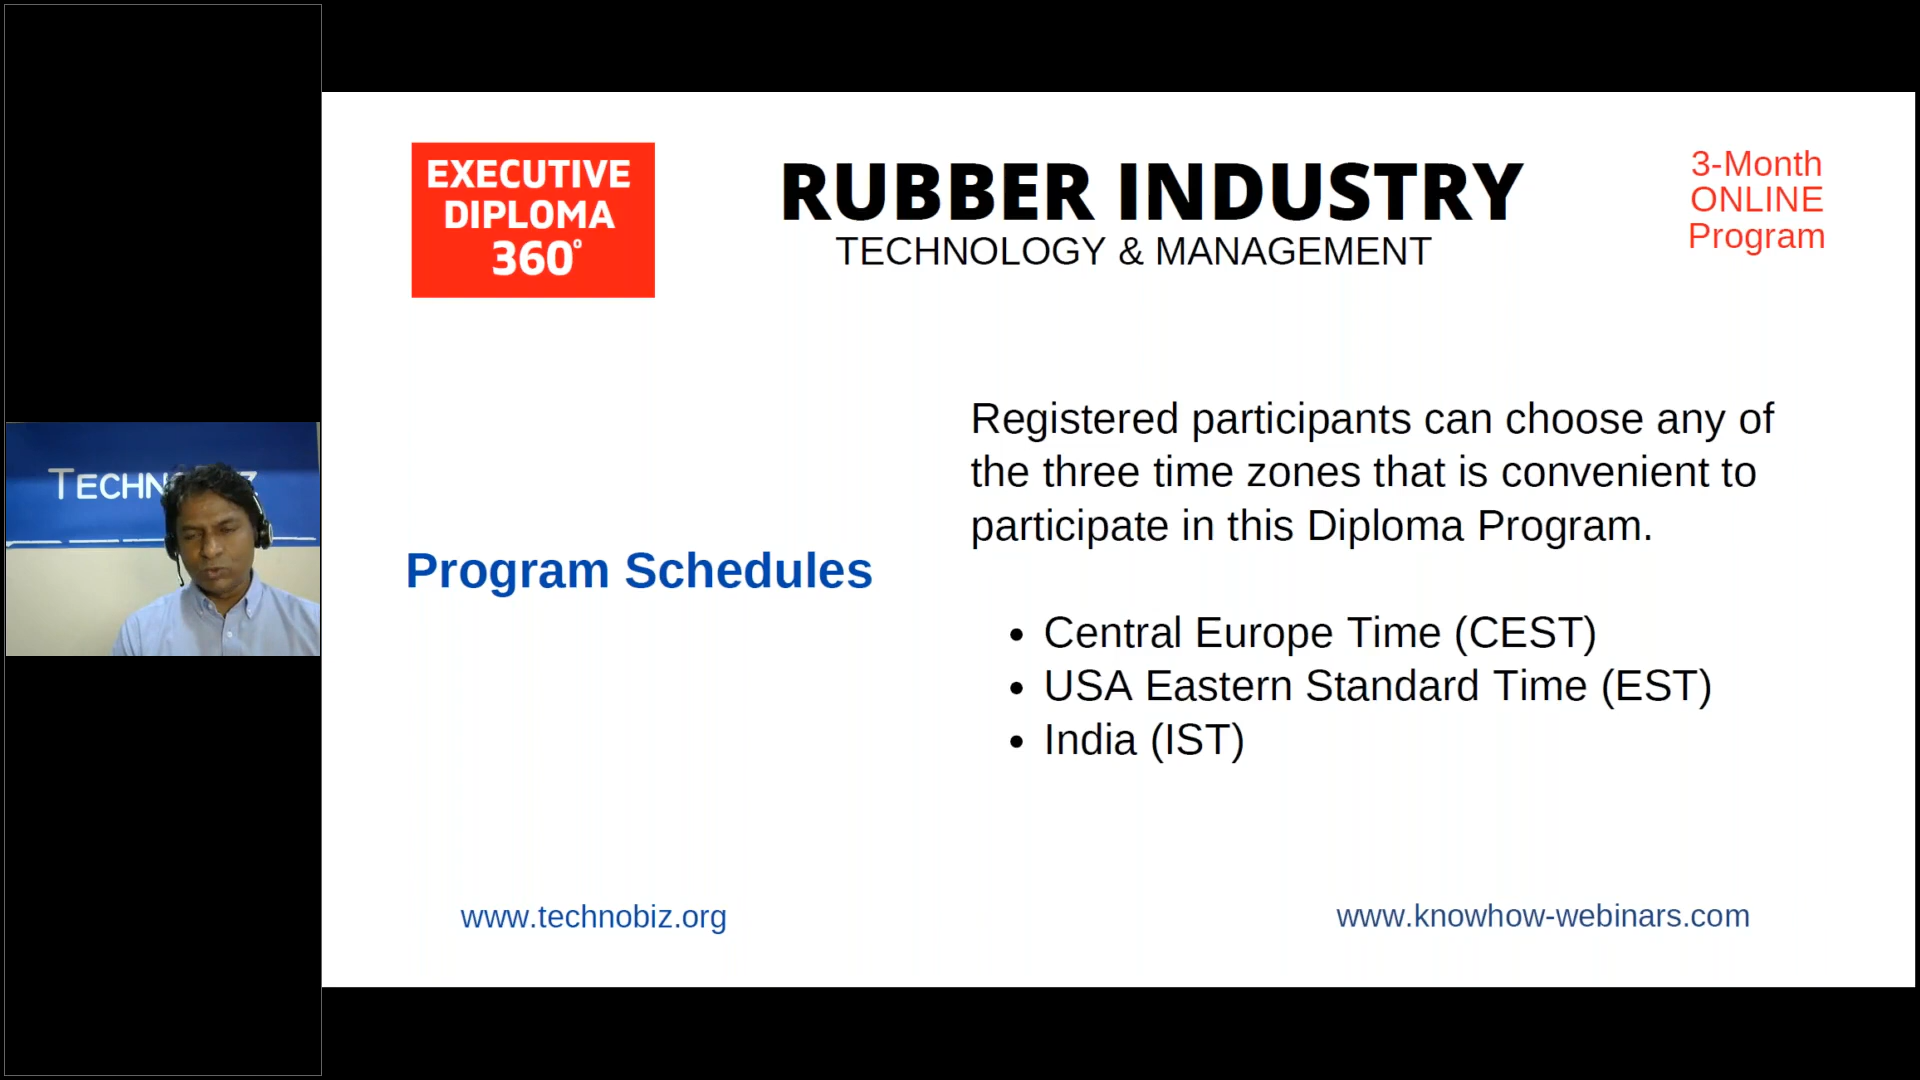 EXECUTIVE
DIPLOMA
360°
RUBBER INDUSTRY
TECHNOLOGY & MANAGEMENT
3-Month
ONLINE
Program
Registered participants can choose any of
the three time zones that is convenient to
participate in this Diploma Program.
Program Schedules
• Central Europe Time (CEST)
• USA Eastern Standard Time (EST)
• India (IST)
www.technobiz.org
www.knowhow-webinars.com